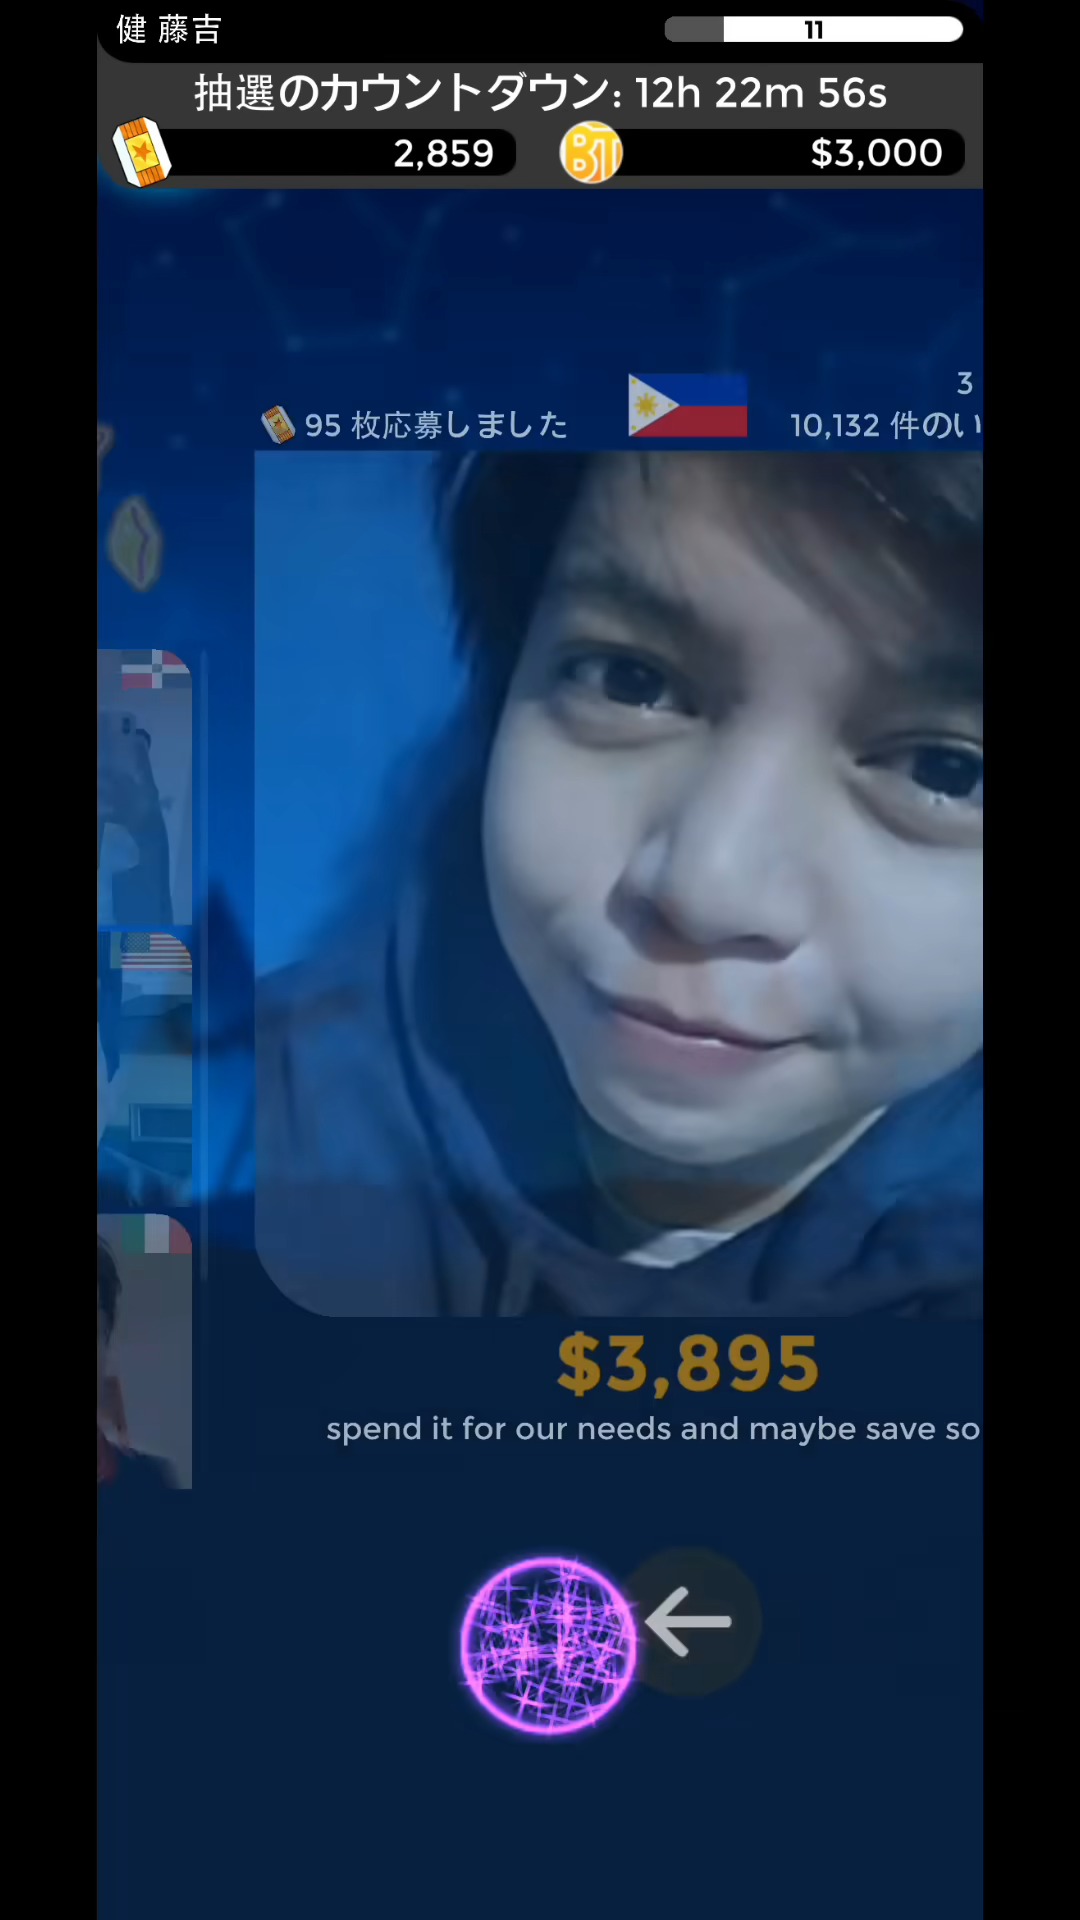 健 藤吉
11
抽選のカウントダウン: 12h 22m 56s
2,859
BT
$3,000
3
95 枚応募しました
10,132 件のい
$3,895
spend it for our needs and maybe save so